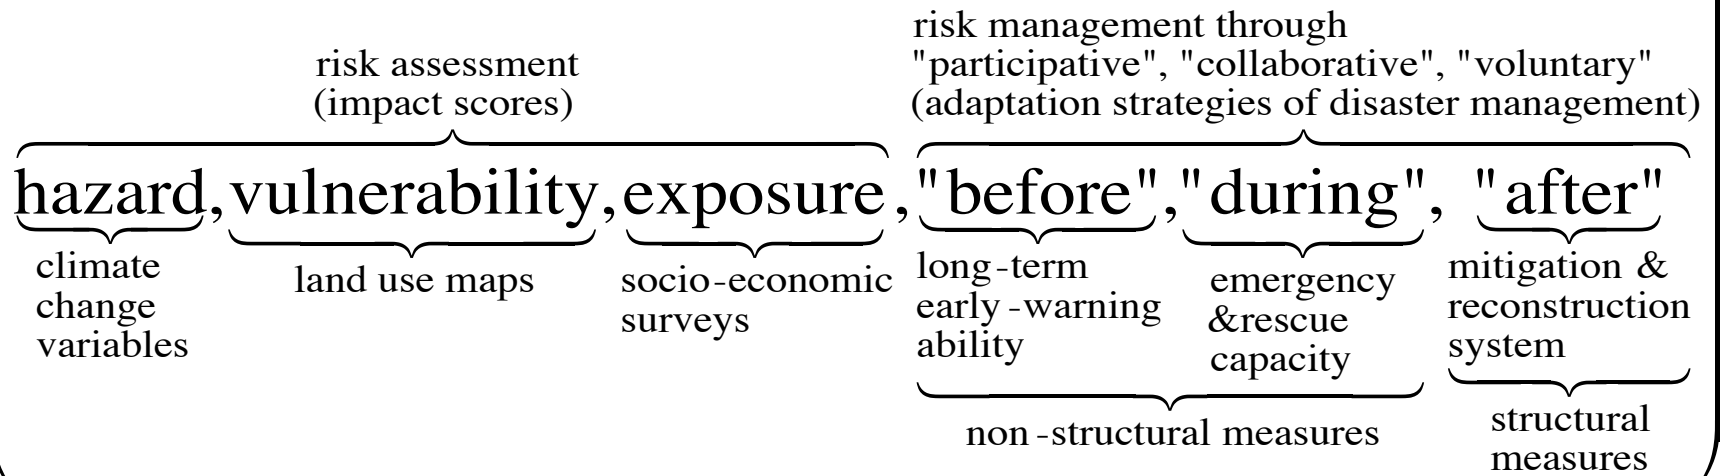 risk assessment
(impact scores)
risk management through
"participative", "collaborative", "voluntary"
(adaptation strategies of disaster management)
hazard, vulnerability, exposure, "before", "during", "after"
climate
change
variables
land use maps
socio-economic
surveys
long-term
early-warning
ability
emergency
&rescue
capacity
mitigation &
reconstruction
system
non-structural measures
structural
measures